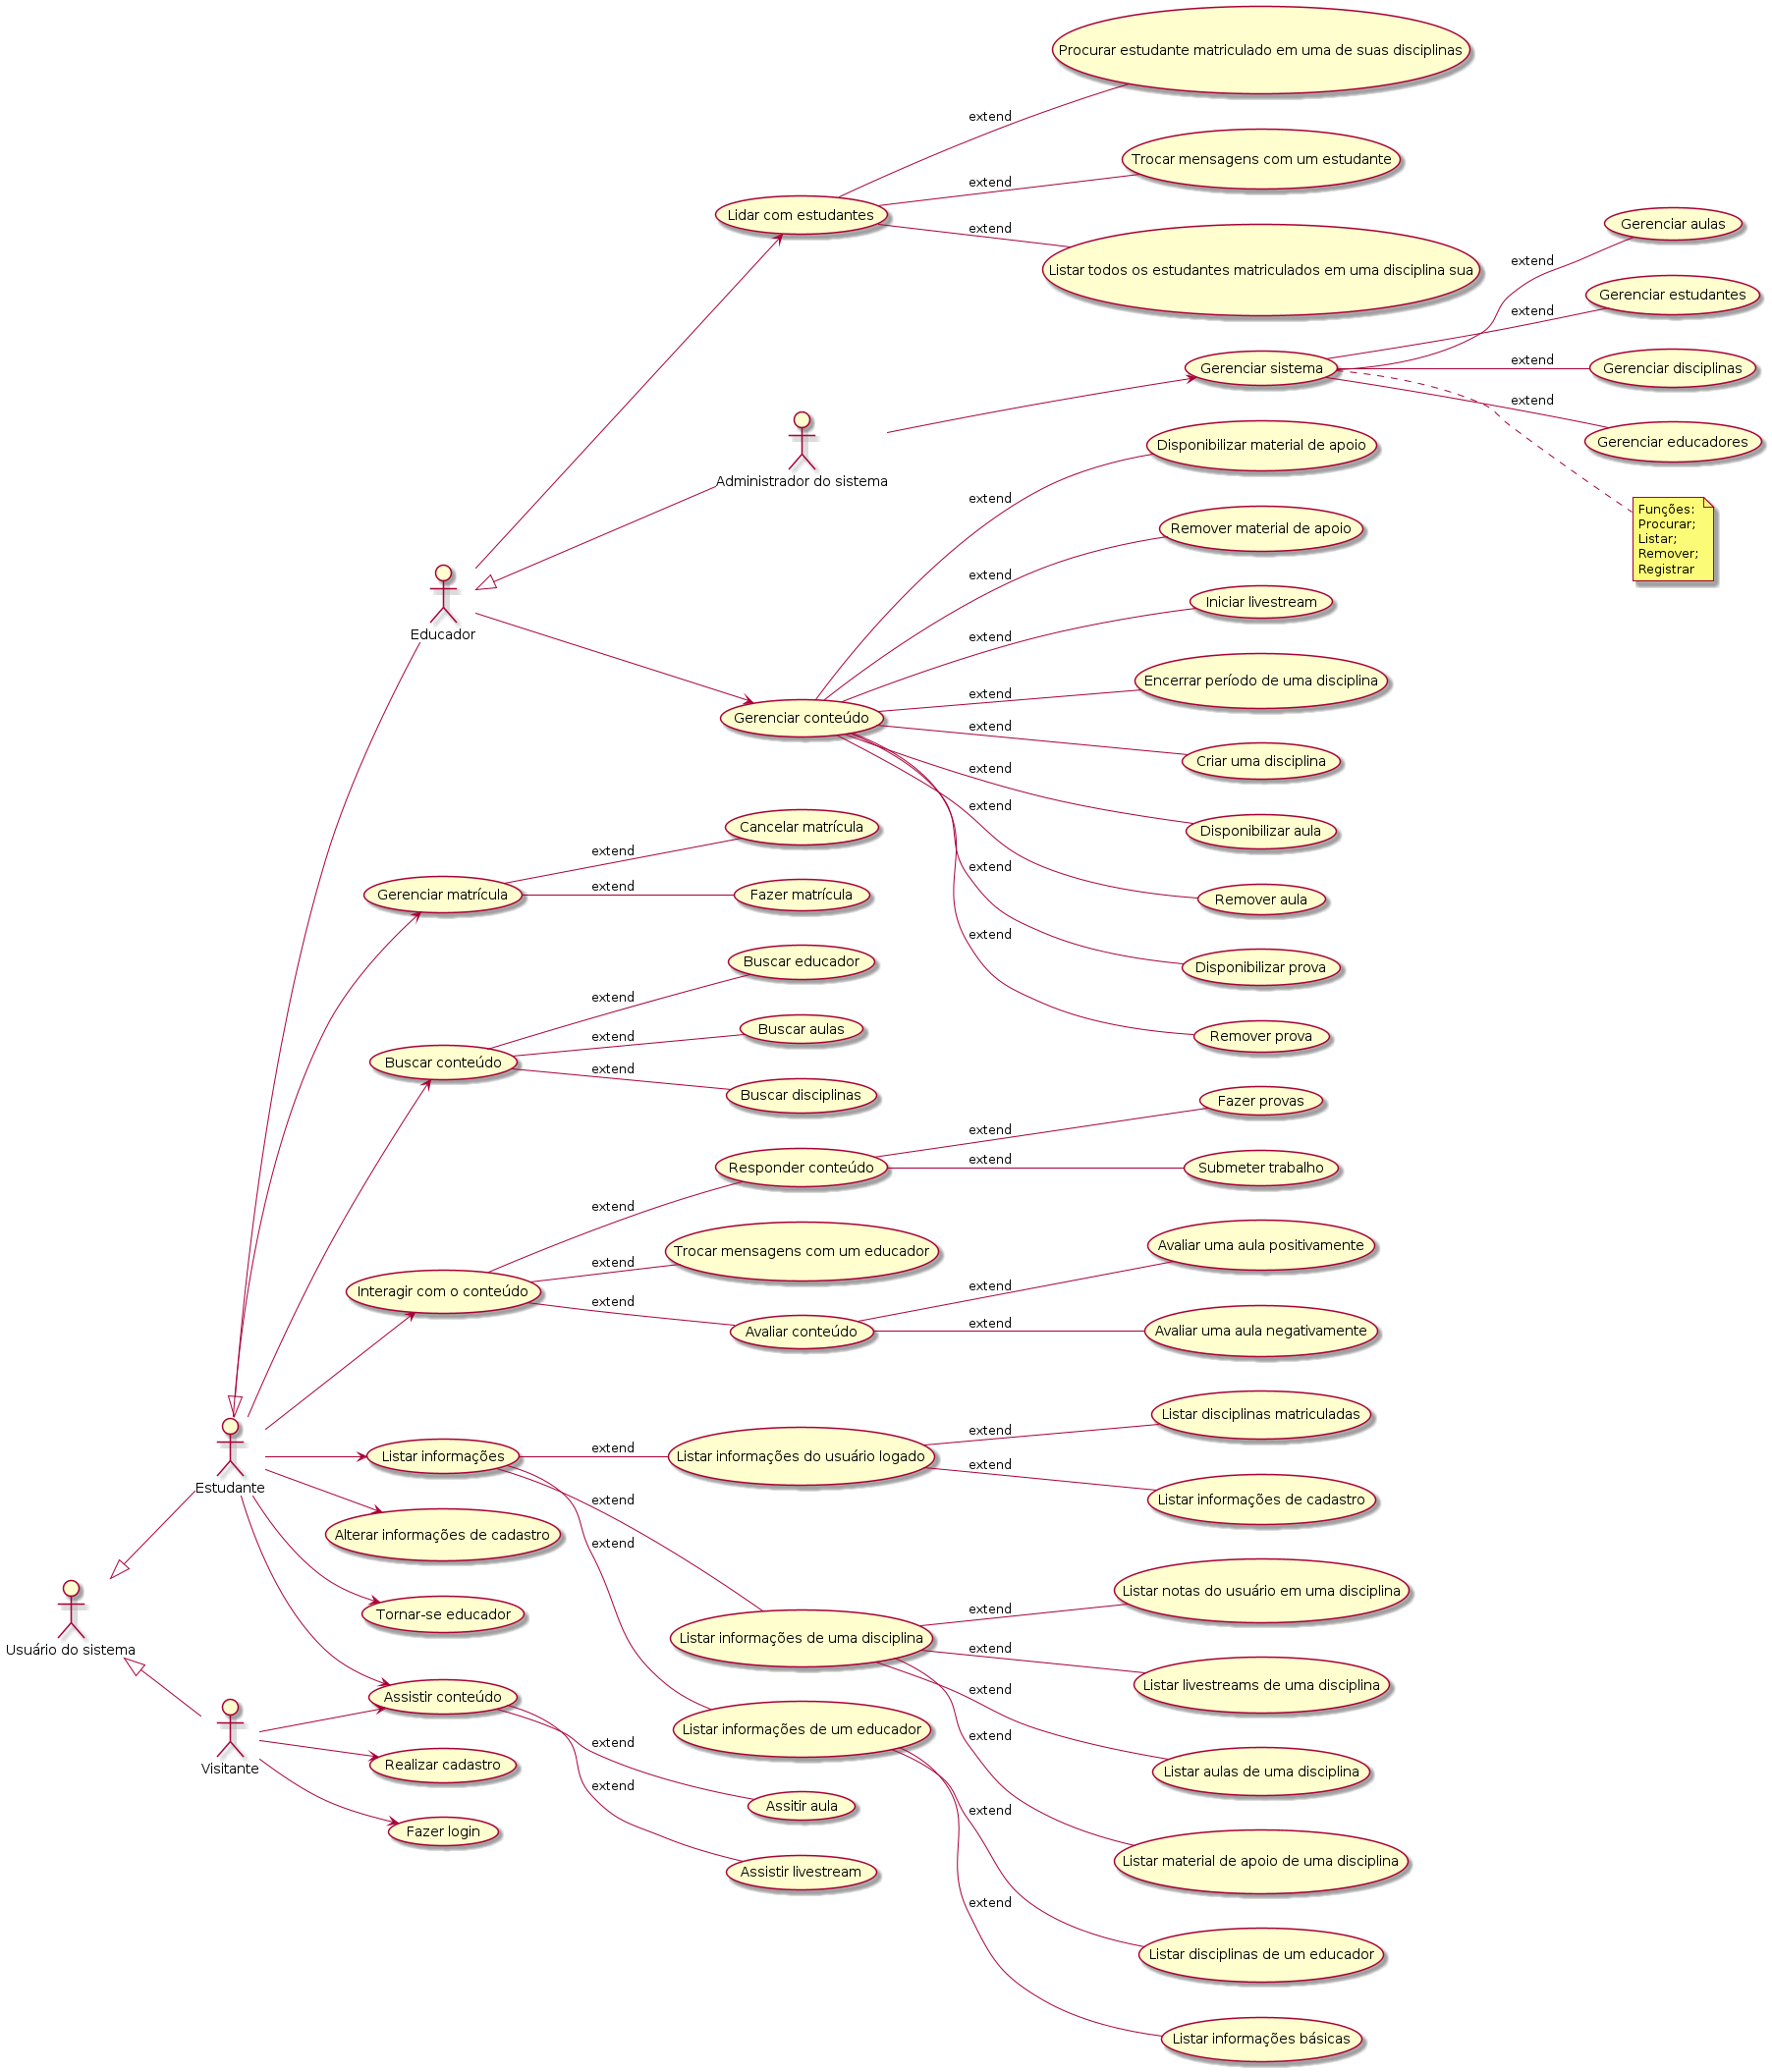 Procurar estudante matriculado em uma de suas disciplinas
extend
Trocar mensagens com um estudante
extend
Lidar com estudantes
extend
Listar todos os estudantes matriculados em uma disciplina sua
Gerenciar aulas
extend
Gerenciar estudantes
extend
Gerenciar sistema
extend
Gerenciar disciplinas
extend
Gerenciar educadores
Administrador do sistema
Funções:
Procurar;
Listar;
Remover;
Registrar
Disponibilizar material de apoio
extend
Remover material de apoio
extend
Educador
Iniciar livestream
extend
Encerrar período de uma disciplina
extend
Gerenciar conteúdo
extend
Criar uma disciplina
extend
Disponibilizar aula
extend
Remover aula
extend
Disponibilizar prova
extend
Remover prova
Cancelar matrícula
extend
Gerenciar matrícula
extend
Fazer matrícula
Buscar educador
extend
Buscar aulas
extend
Buscar conteúdo
extend
Buscar disciplinas
Fazer provas
extend
Responder conteúdo
extend
Submeter trabalho
extend
Trocar mensagens com um educador
extend
Interagir com o conteúdo
extend
Avaliar conteúdo
Avaliar uma aula positivamente
extend
extend
Avaliar uma aula negativamente
Listar disciplinas matriculadas
extend
Listar informações
extend
Listar informações do usuário logado
extend
Listar informações de cadastro
Estudante
extend
extend
Alterar informações de cadastro
Tornar-se educador
Usuário do sistema
Listar notas do usuário em uma disciplina
extend
Listar informações de uma disciplina
extend
Listar livestreams de uma disciplina
extend
Listar aulas de uma disciplina
extend
Listar material de apoio de uma disciplina
Assistir conteúdo
Listar informações de um educador
extend
Visitante
Realizar cadastro
extend
Assitir aula
extend
Fazer login
Assistir livestream
extend
Listar disciplinas de um educador
extend
Listar informações básicas